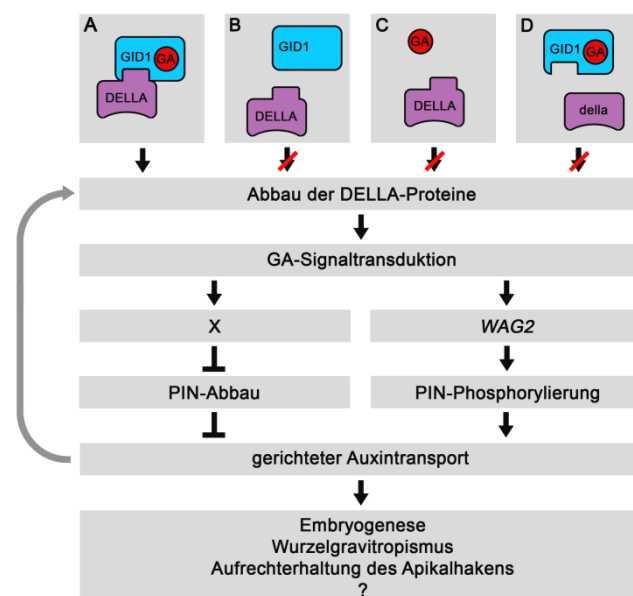 A
GID1
GA
DELLA
B
GID1
DELLA
C
GA
DELLA
D
GID1
GA
della
Abbau der DELLA-Proteine
GA-Signaltransduktion
X
WAG2
PIN-Abbau
PIN-Phosphorylierung
gerichteter Auxintransport
Embryogenese
Wurzelgravitropismus
Aufrechterhaltung des Apikalhakens
?